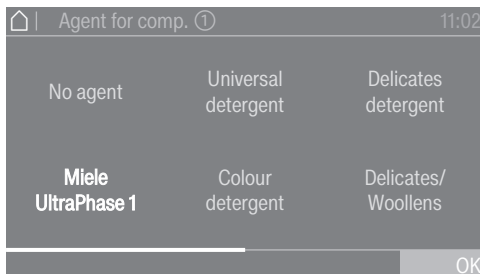 Agent for comp. ①
11:02
No agent
Universal
detergent
Delicates
detergent
Miele
UltraPhase 1
Colour
detergent
Delicates/
Woollens
OK